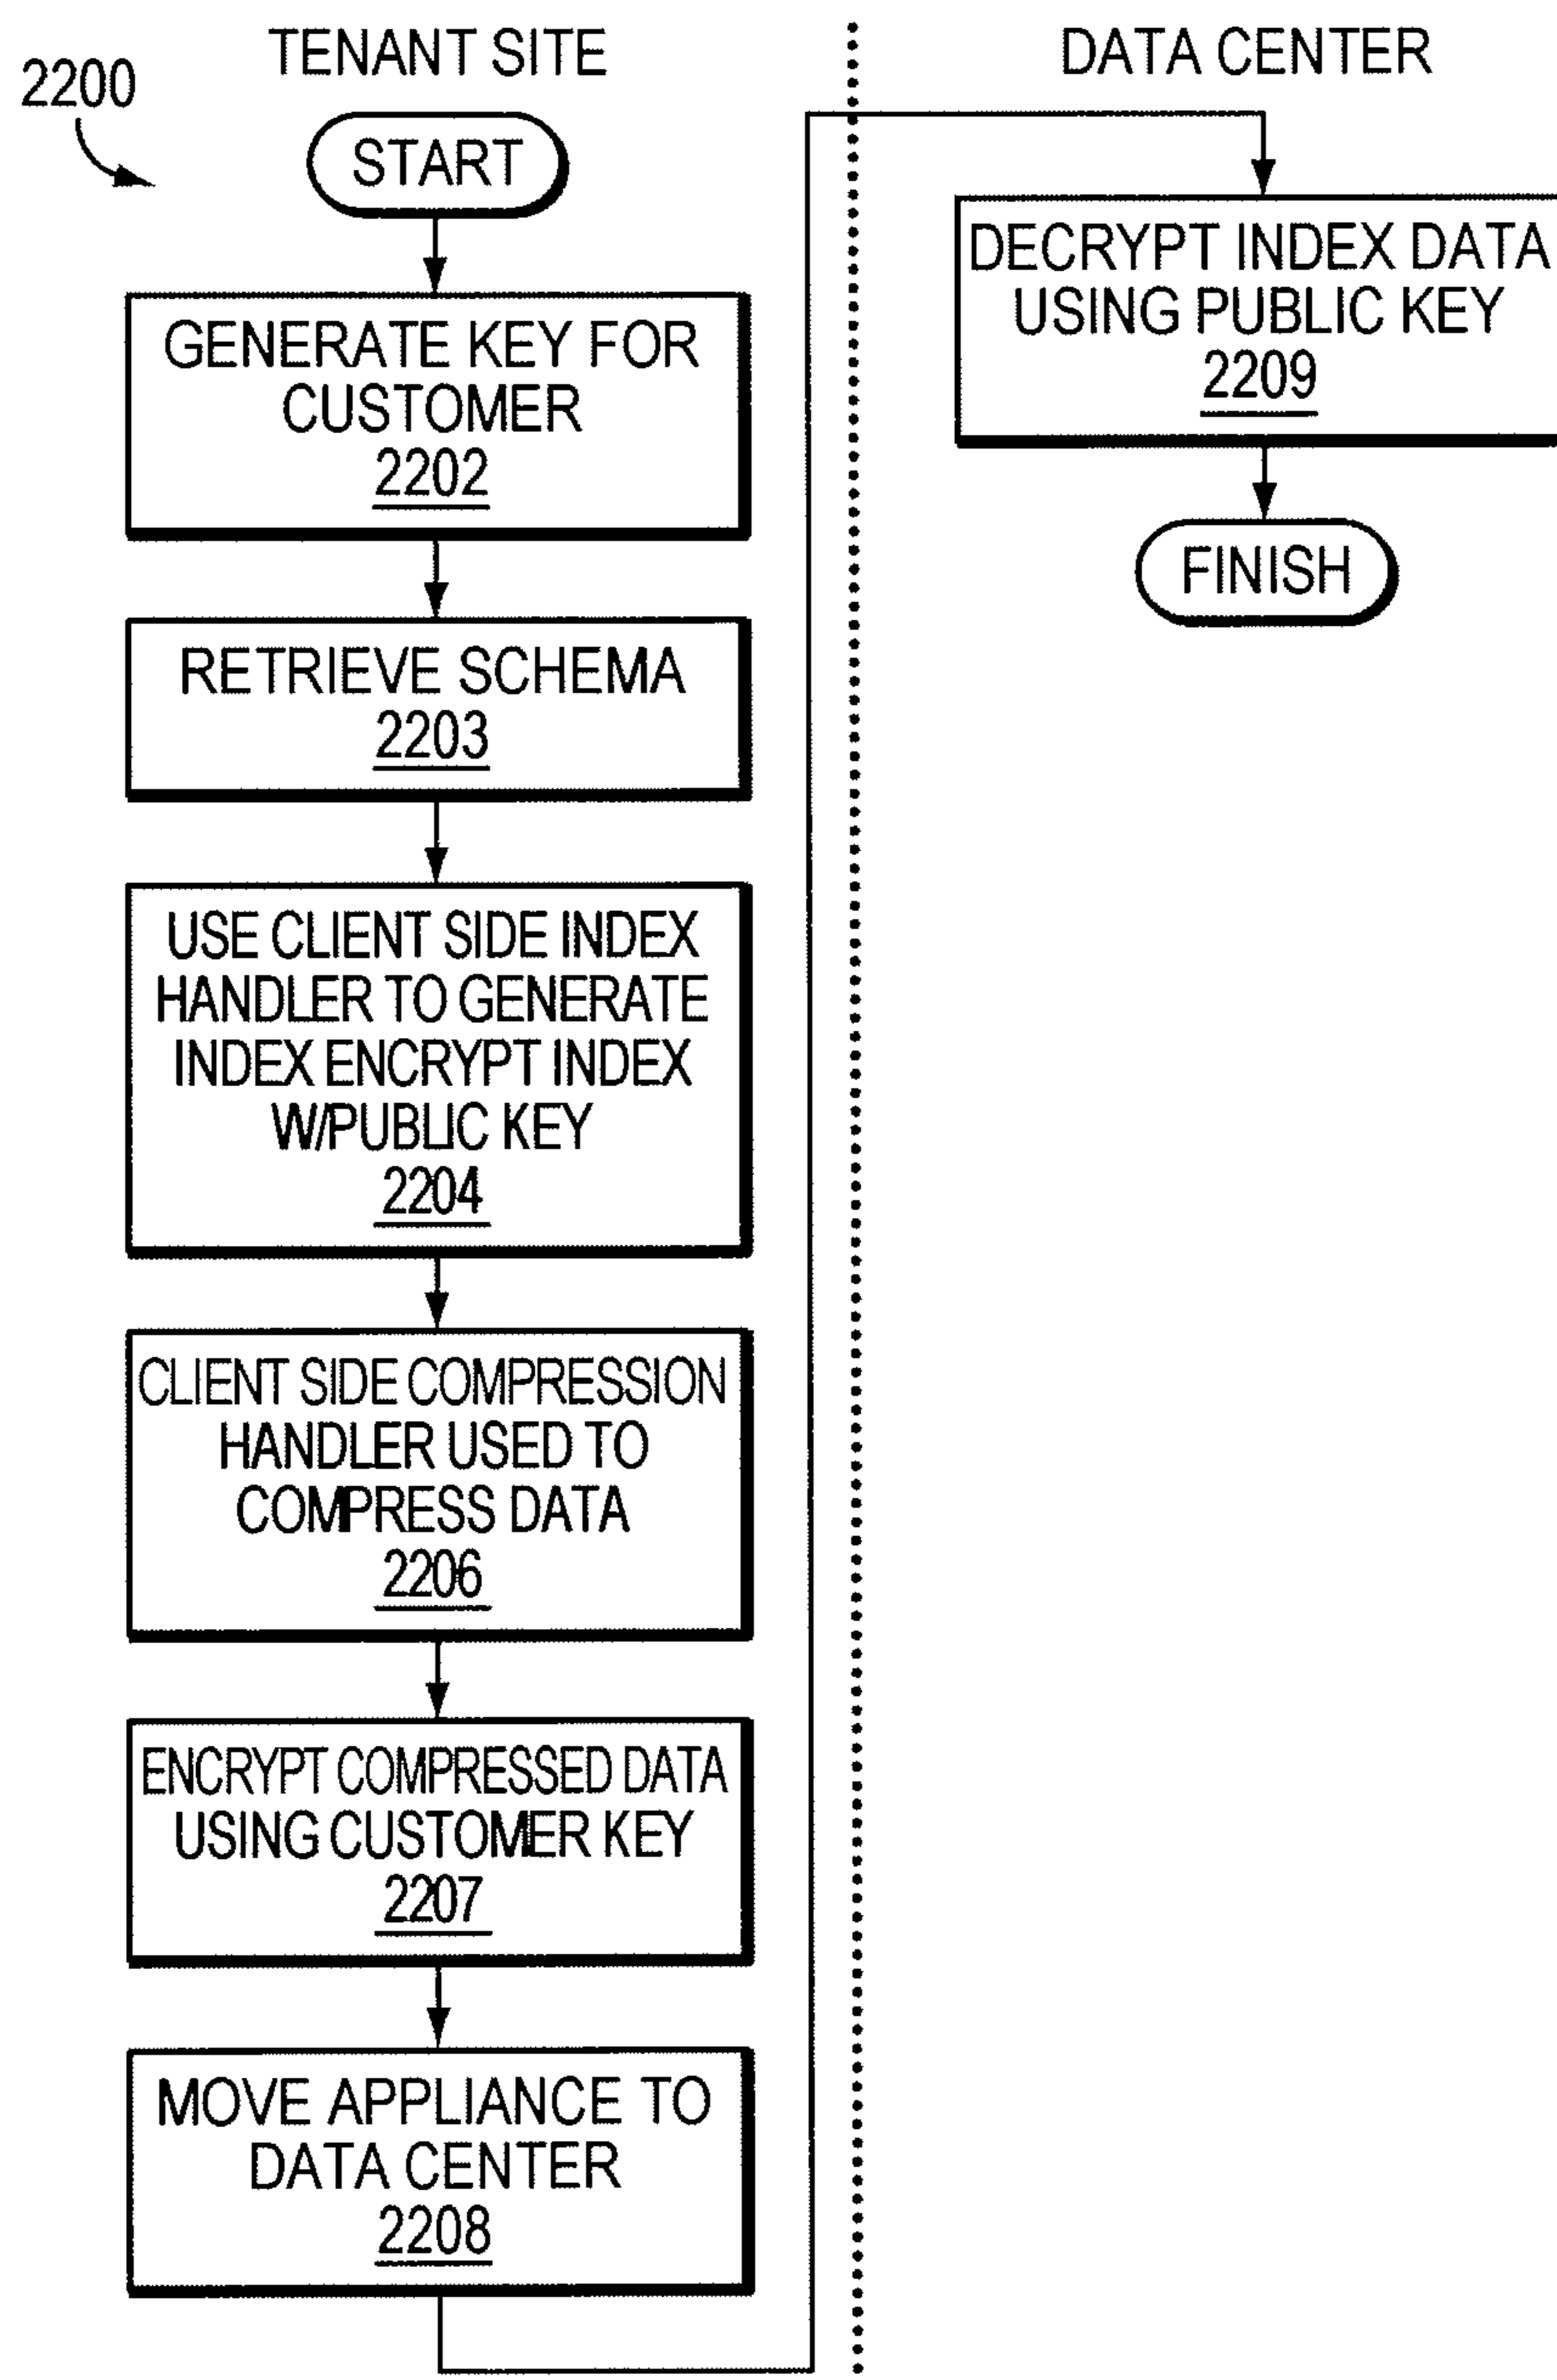 TENANT SITE
2200
START
GENERATE KEY FOR
CUSTOMER
2202
RETRIEVE SCHEMA
2203
USE CLIENT SIDE INDEX
HANDLER TO GENERATE
INDEX ENCRYPT INDEX
W/PUBLIC KEY
2204
CLIENT SIDE COMPRESSION
HANDLER USED TO
COMPRESS DATA
2206
ENCRYPT COMPRESSED DATA
USING CUSTOMER KEY
2207
MOVE APPLIANCE TO
DATA CENTER
2208
DATA CENTER
DECRYPT INDEX DATA
USING PUBLIC KEY
2209
FINISH